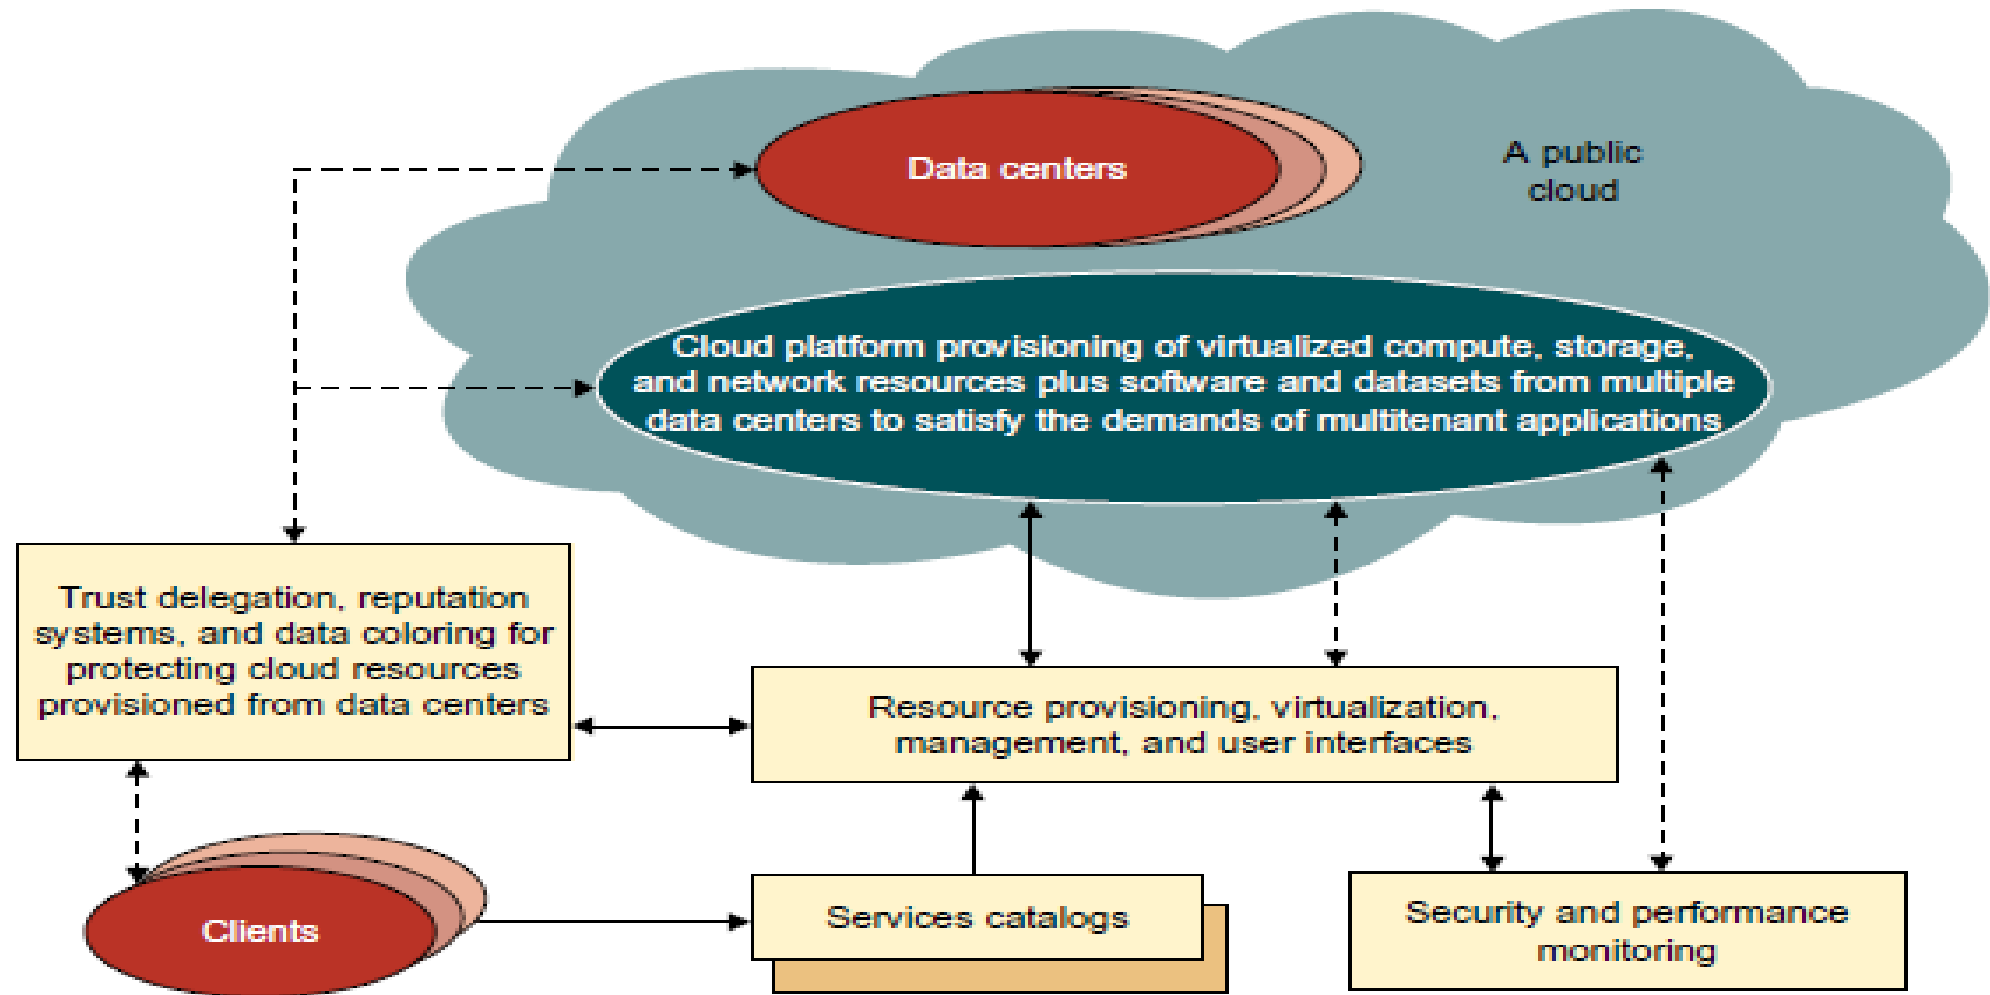 Data centers
A public
cloud
Cloud platform provisioning of virtualized compute, storage,
and network resources plus software and datasets from multiple
data centers to satisfy the demands of multitenant applications
Trust delegation, reputation
systems, and data coloring for
protecting cloud resources
provisioned from data centers
Resource provisioning, virtualization,
management, and user interfaces
Clients
Services catalogs
Security and performance
monitoring